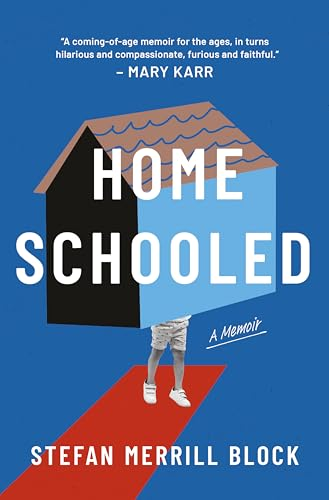 “A coming-of-age memoir for the ages, in turns
hilarious and compassionate, furious and faithful.”
– MARY KARR
HOME
SCHOOLED
A Memoir
STEFAN MERRILL BLOCK